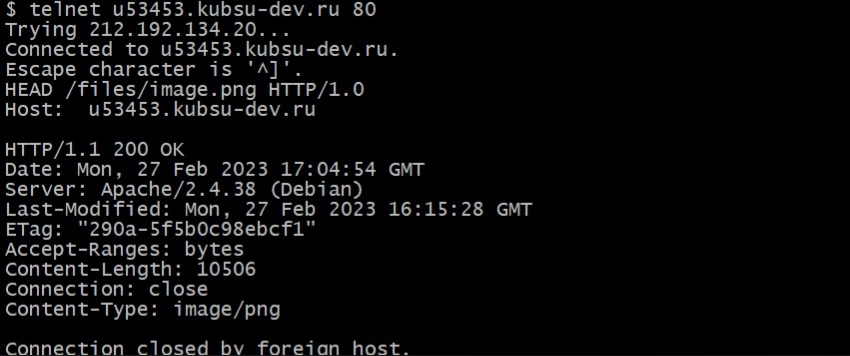 $ telnet u53453.kubsu-dev.ru 80
Trying 212.192.134.20...
Connected to u53453.kubsu-dev.ru.
Escape character is '^]'.
HEAD /files/image.png HTTP/1.0
Host:  u53453.kubsu-dev.ru

HTTP/1.1 200 OK
Date: Mon, 27 Feb 2023 17:04:54 GMT
Server: Apache/2.4.38 (Debian)
Last-Modified: Mon, 27 Feb 2023 16:15:28 GMT
ETag: "290a-5f5b0c98ebcf1"
Accept-Ranges: bytes
Content-Length: 10506
Connection: close
Content-Type: image/png

Connection closed by foreign host.